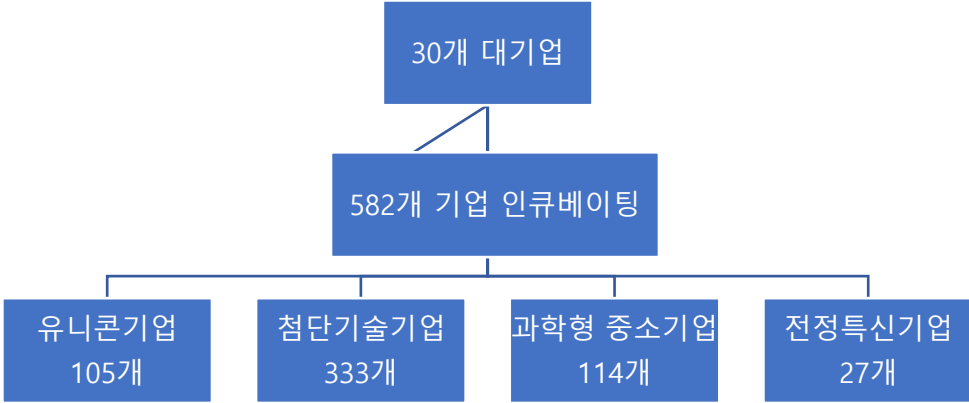 30개 대기업
582개 기업 인큐베이팅
유니콘기업
105개
첨단기술기업
333개
과학형 중소기업
114개
전정특신기업
27개